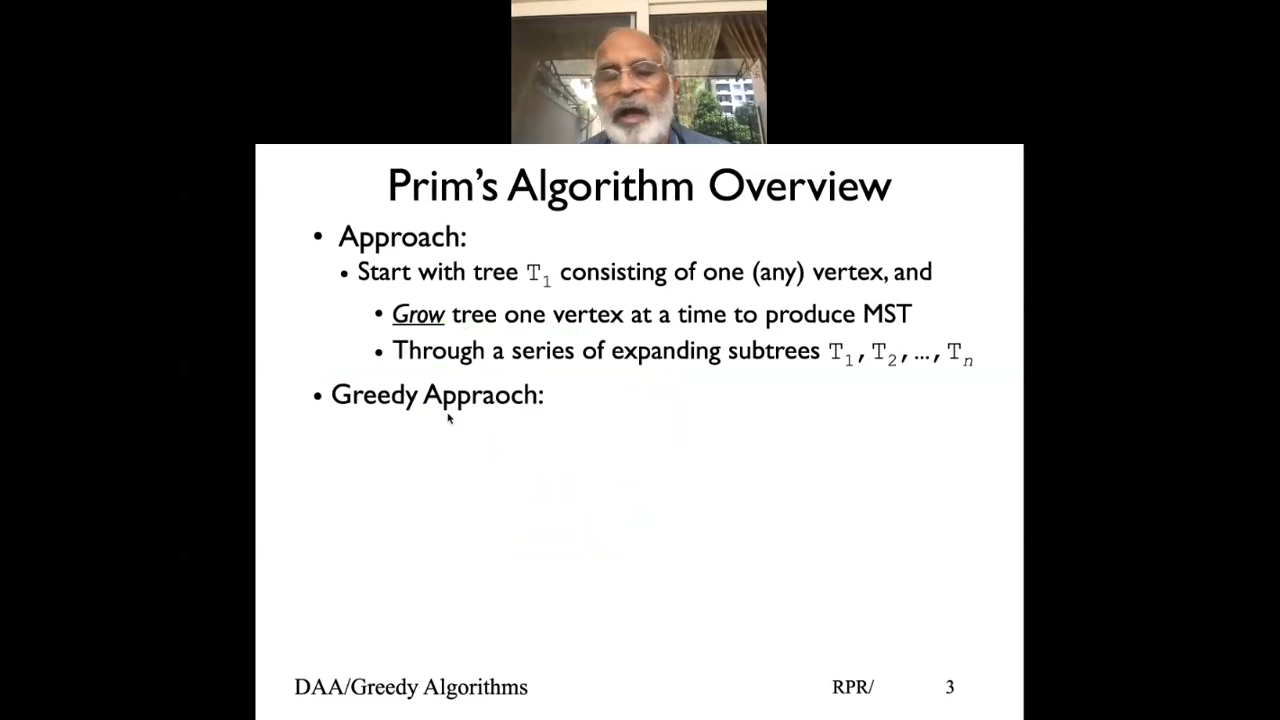 Prim's Algorithm Overview
• Approach:
• Start with tree T1 consisting of one (any) vertex, and
• Grow tree one vertex at a time to produce MST
• Through a series of expanding subtrees T1, T2, …, Tn
• Greedy Appraoch:
DAA/Greedy Algorithms RPR/ 3